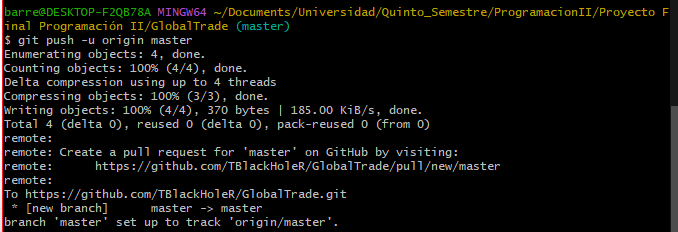 barre@DESKTOP-F2QB78A MINGW64 ~/Documents/Universidad/Quinto_Semestre/ProgramacionII/Proyecto F
inal Programación II/GlobalTrade (master)
$ git push -u origin master
Enumerating objects: 4, done.
Counting objects: 100% (4/4), done.
Delta compression using up to 4 threads
Compressing objects: 100% (3/3), done.
Writing objects: 100% (4/4), 370 bytes | 185.00 KiB/s, done.
Total 4 (delta 0), reused 0 (delta 0), pack-reused 0 (from 0)
remote:
remote: Create a pull request for 'master' on GitHub by visiting:
remote:      https://github.com/TBlackHoleR/GlobalTrade/pull/new/master
remote:
To https://github.com/TBlackHoleR/GlobalTrade.git
 * [new branch]      master -> master
branch 'master' set up to track 'origin/master'.